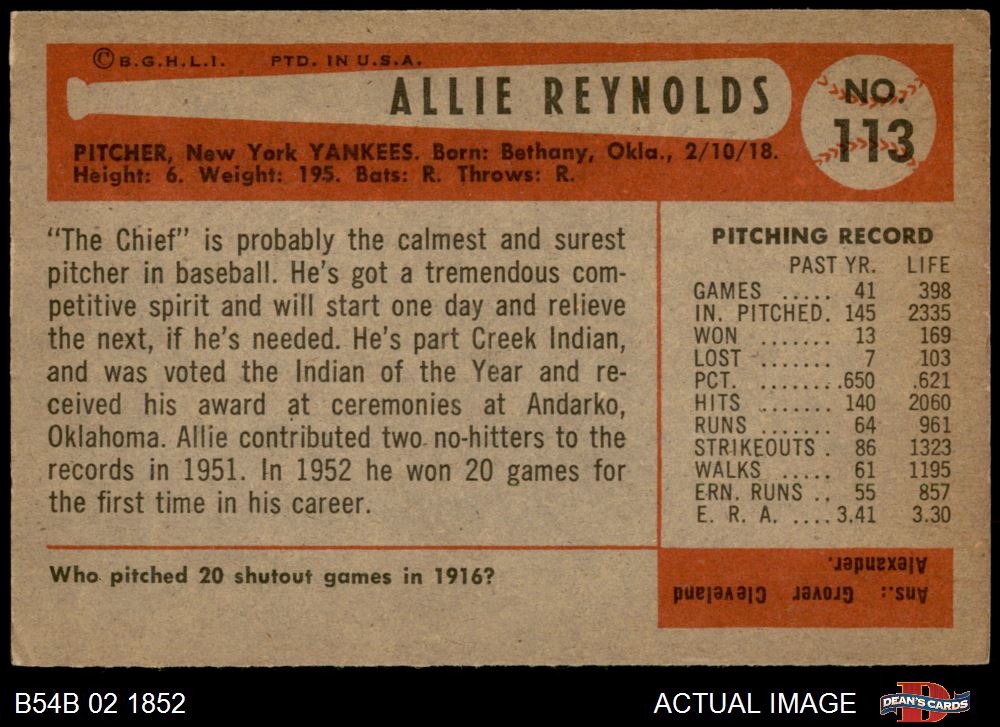 © B.G.H.L.I. PTD. IN U.S.A.
ALLIE REYNOLDS
NO.
113
PITCHER, New York YANKEES. Born: Bethany, Okla., 2/10/18.
Height: 6. Weight: 195. Bats: R. Throws: R.
"The Chief" is probably the calmest and surest
pitcher in baseball. He's got a tremendous com-
petitive spirit and will start one day and relieve
the next, if he's needed. He's part Creek Indian,
and was voted the Indian of the Year and re-
ceived his award at ceremonies at Andarko,
Oklahoma. Allie contributed two no-hitters to the
records in 1951. In 1952 he won 20 games for
the first time in his career.
PITCHING RECORD
PAST YR. LIFE
GAMES ..... 41 398
IN. PITCHED. 145 2335
WON ....... 13 169
LOST ....... 7 103
PCT. ........650 .621
HITS ....... 140 2060
RUNS ....... 64 961
STRIKEOUTS . 86 1323
WALKS ..... 61 1195
ERN. RUNS .. 55 857
E. R. A. ....3.41 3.30
Who pitched 20 shutout games in 1916?
Ans.: Grover Cleveland
Alexander.
B54B 02 1852
ACTUAL IMAGE
DEAN'S CARDS